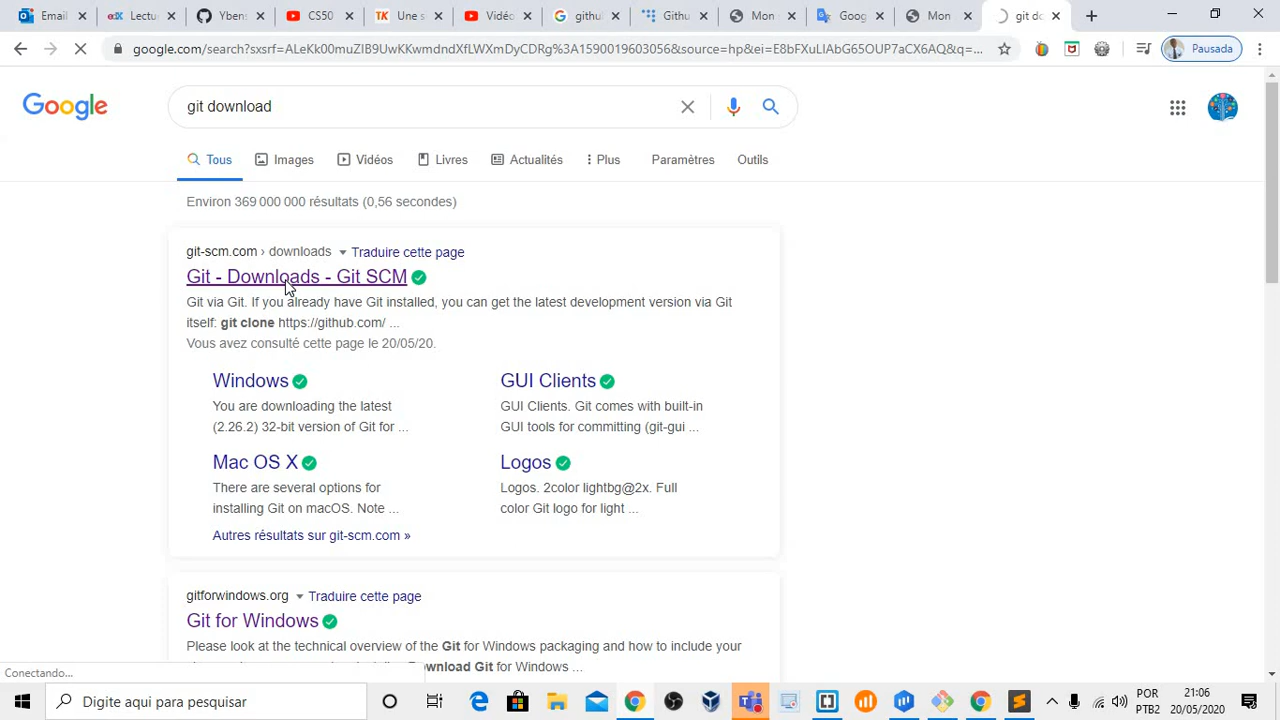 Email
Lectu
Ybens
CS50
Une s
Vidéo
githu
Githu
Mon s
Goog
Mon
git do
google.com/search?sxsrf=
Pausada
Google
git download
Tous
Images
Vidéos
Livres
Actualités
Plus
Paramètres
Outils
Environ 369 000 000 résultats (0,56 secondes)
git-scm.com › downloads
Traduire cette page
Git - Downloads - Git SCM
Git via Git. If you already have Git installed, you can get the latest development version via Git
itself: git clone https://github.com/ ...
Vous avez consulté cette page le 20/05/20.
Windows
You are downloading the latest
(2.26.2) 32-bit version of Git for ...
GUI Clients
GUI Clients. Git comes with built-in
GUI tools for committing (git-gui ...
Mac OS X
There are several options for
installing Git on macOS. Note ...
Logos
Logos. 2color lightbg@2x. Full
color Git logo for light ...
Autres résultats sur git-scm.com »
gitforwindows.org
Traduire cette page
Git for Windows
Please look at the technical overview of the Git for Windows packaging and how to include your
Download Git for Windows ...
Conectando...
Digite aqui para pesquisar
POR
PTB2
21:06
20/05/2020